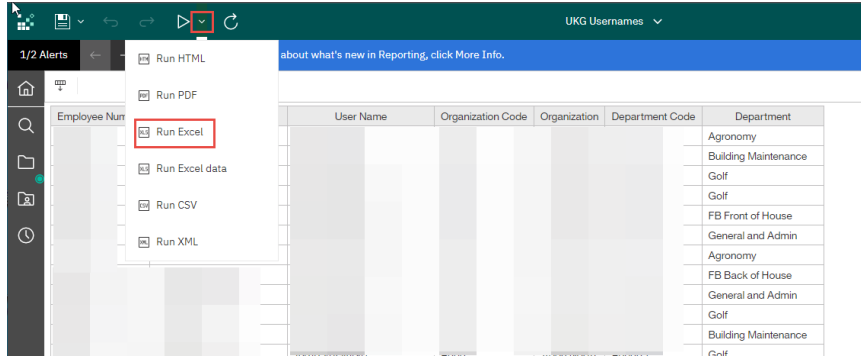 UKG Usernames
1/2 Alerts
about what's new in Reporting, click More Info.
Run HTML
Run PDF
Run Excel
Run Excel data
Run CSV
Run XML
Employee Num User Name Organization Code Organization Department Code Department
Agronomy
Building Maintenance
Golf
Golf
FB Front of House
General and Admin
Agronomy
FB Back of House
General and Admin
Golf
Building Maintenance
Golf